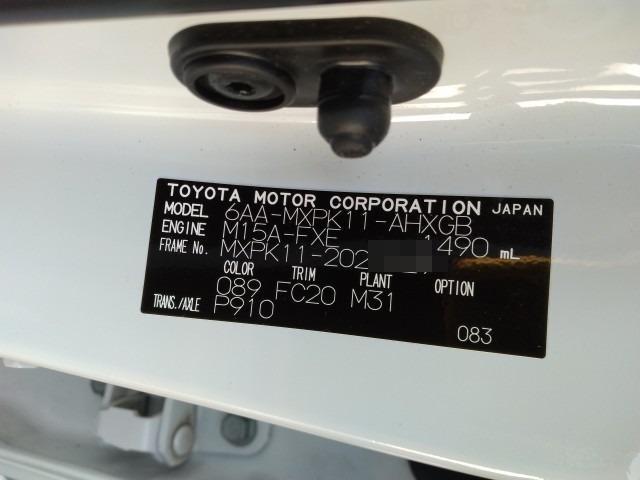 TOYOTA MOTOR CORPORATION JAPAN
MODEL 6AA-MXPK11-AHXGB
ENGINE M15A-FXE 1490 mL
FRAME No. MXPK11-202
COLOR TRIM PLANT OPTION
089 FC20 M31
TRANS./AXLE P910
083